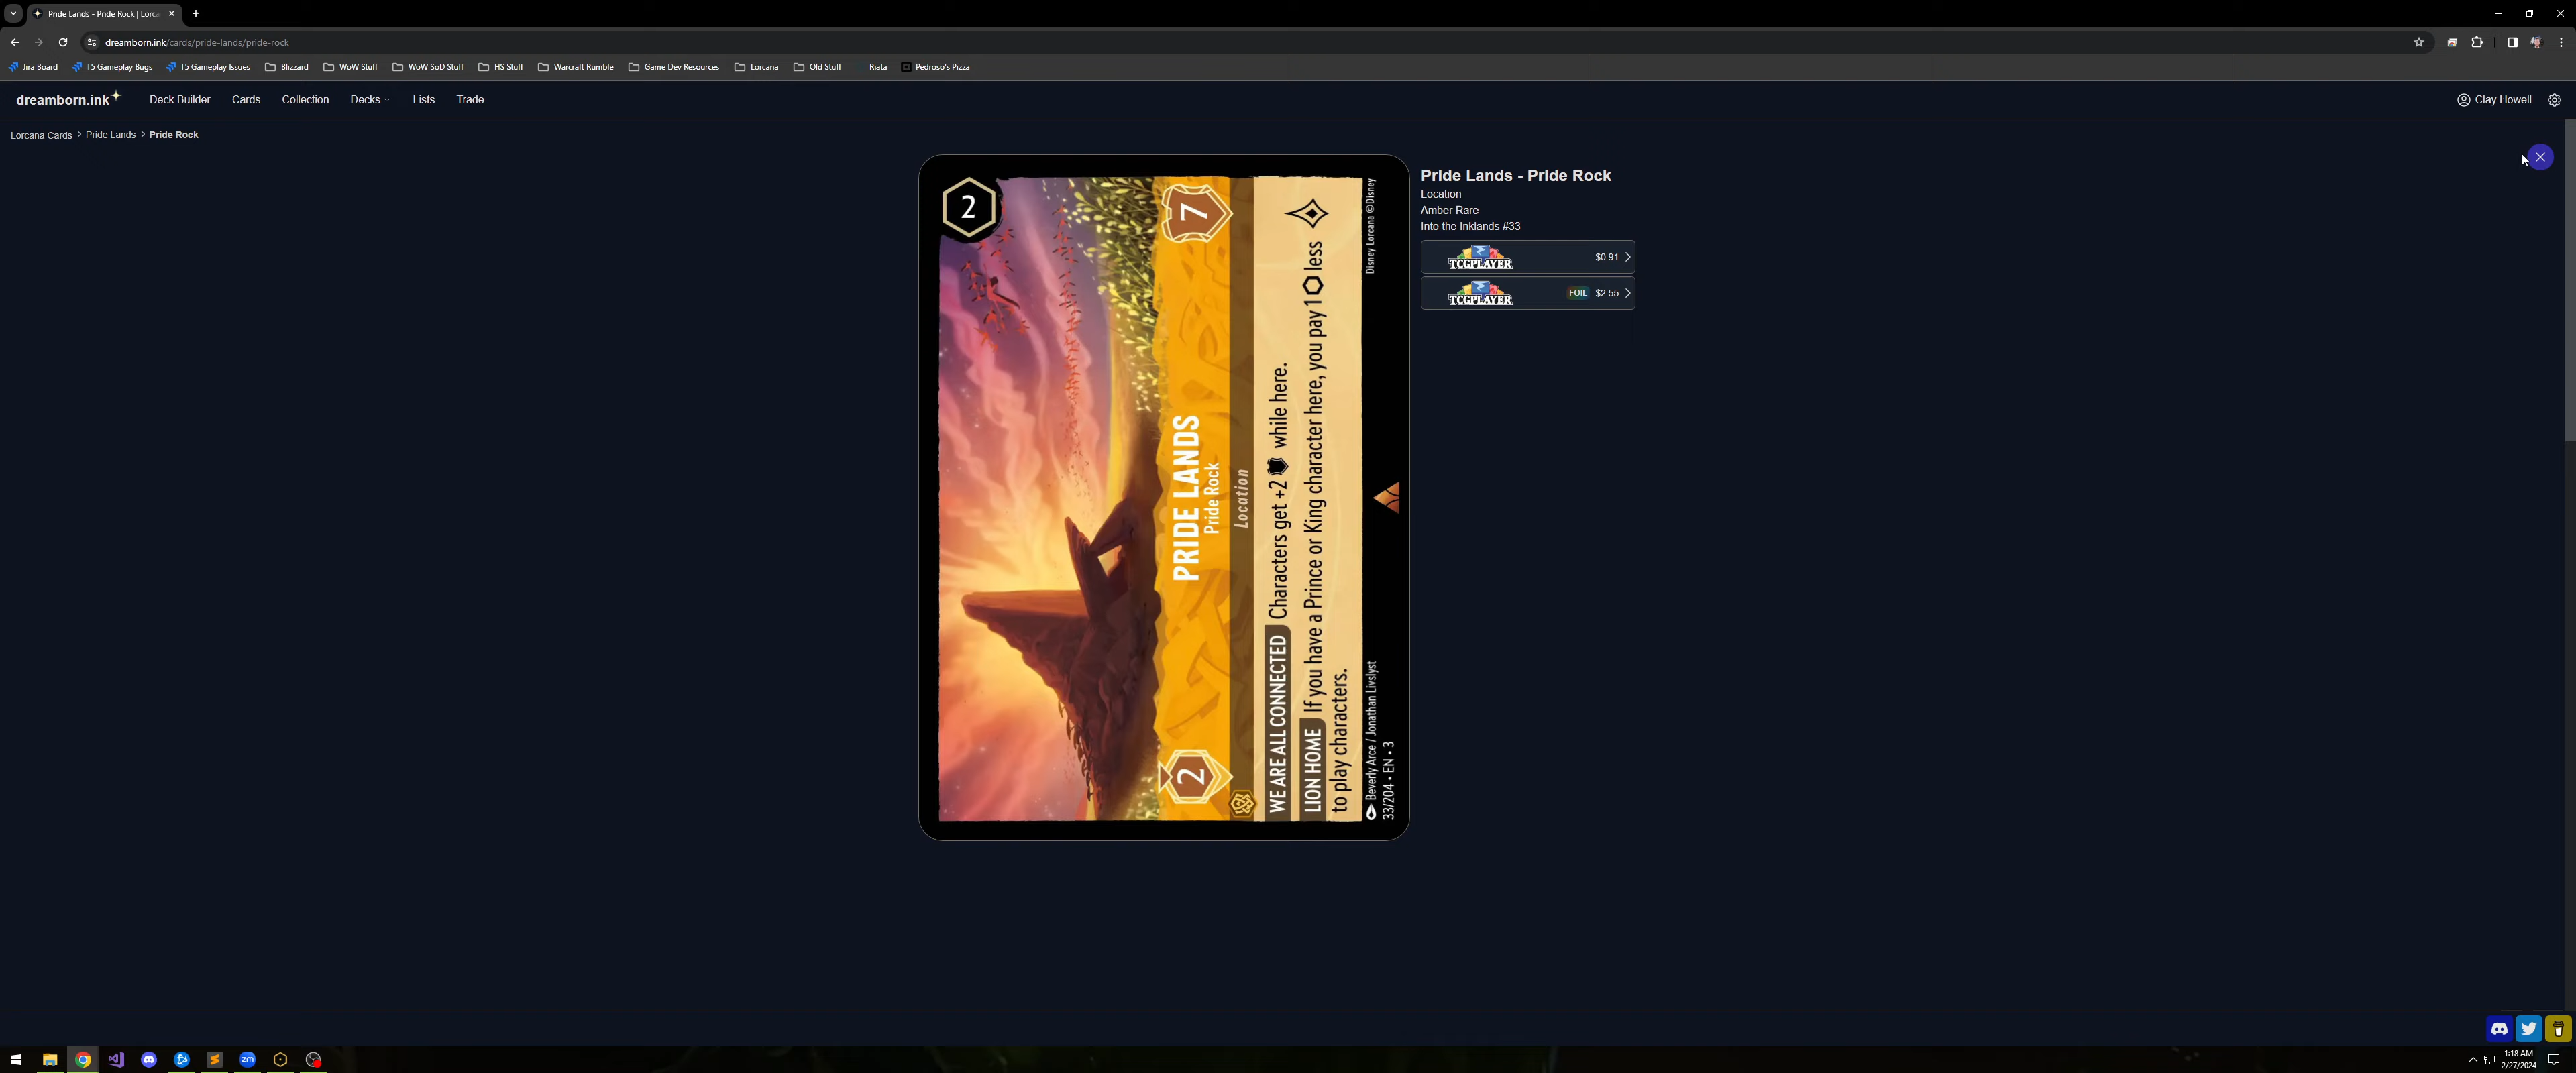 Pride Lands - Pride Rock | Lorca
dreamborn.ink/cards/pride-lands/pride-rock
Jira Board
T5 Gameplay Bugs
T5 Gameplay Issues
Blizzard
WoW Stuff
WoW SoD Stuff
HS Stuff
Warcraft Rumble
Game Dev Resources
Lorcana
Old Stuff
Riata
Pedroso's Pizza
dreamborn.ink
Deck Builder
Cards
Collection
Decks
Lists
Trade
Clay Howell
Lorcana Cards > Pride Lands > Pride Rock
2
2
PRIDE LANDS
Pride Rock
7
Location
WE ARE ALL CONNECTED Characters get +2 while here.
LION HOME If you have a Prince or King character here, you pay 1 less
to play characters.
Beverly Arce / Jonathan Livslyst
Disney Lorcana ©Disney
33/204 • EN • 3
Pride Lands - Pride Rock
Location
Amber Rare
Into the Inklands #33
TCGPLAYER $0.91
TCGPLAYER FOIL $2.55
zm
1:18 AM
2/27/2024